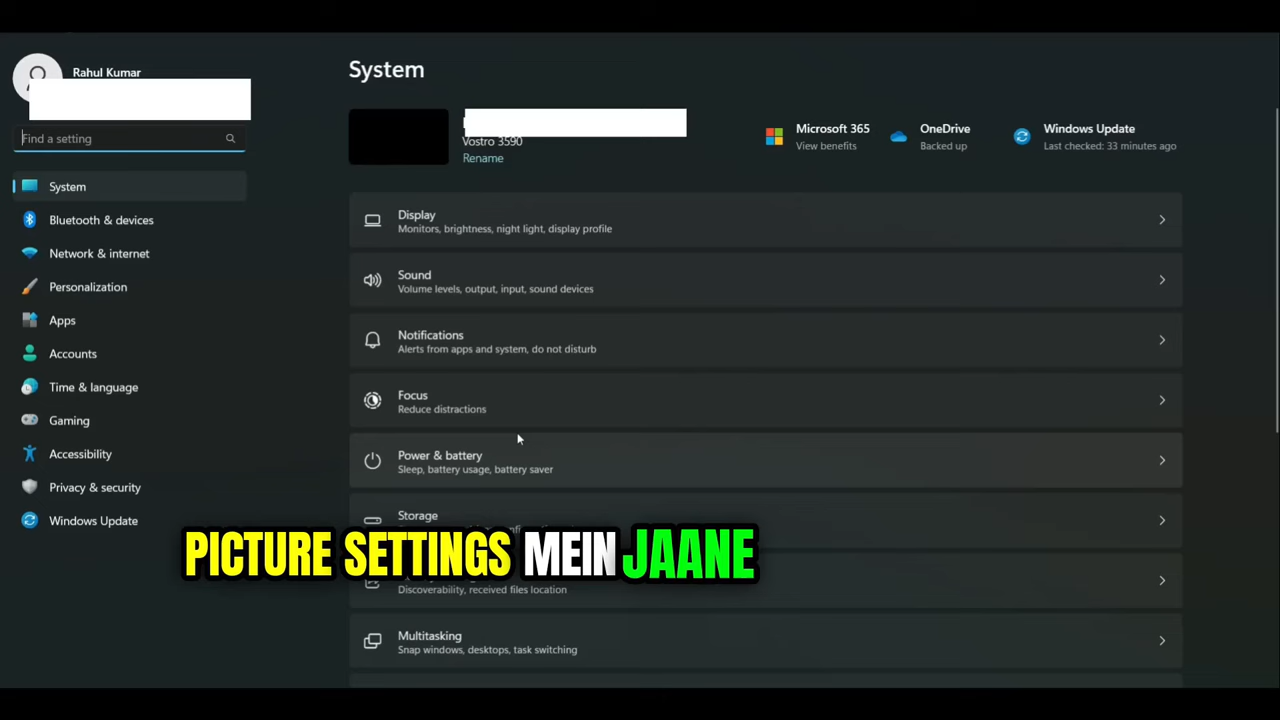 Rahul Kumar
Find a setting
System
Bluetooth & devices
Network & internet
Personalization
Apps
Accounts
Time & language
Gaming
Accessibility
Privacy & security
Windows Update
System
Vostro 3590
Rename
Microsoft 365
View benefits
OneDrive
Backed up
Windows Update
Last checked: 33 minutes ago
Display
Monitors, brightness, night light, display profile
Sound
Volume levels, output, input, sound devices
Notifications
Alerts from apps and system, do not disturb
Focus
Reduce distractions
Power & battery
Sleep, battery usage, battery saver
Storage
PICTURE SETTINGS MEIN JAANE
Discoverability, received files location
Multitasking
Snap windows, desktops, task switching